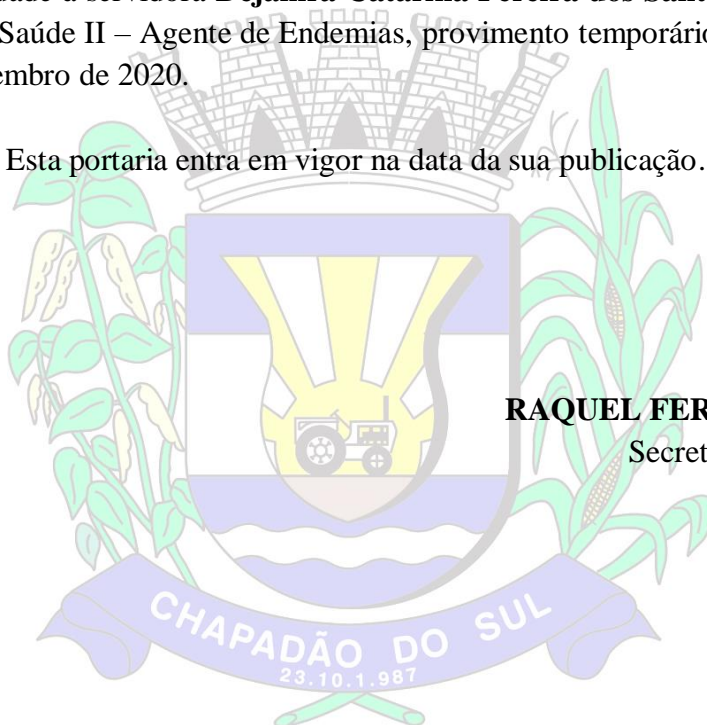 Saúde II – Agente de Endemias, provimento temporário
embro de 2020.
Esta portaria entra em vigor na data da sua publicação.
RAQUEL FER
Secret
CHAPADÃO DO SUL
23.10.1.987